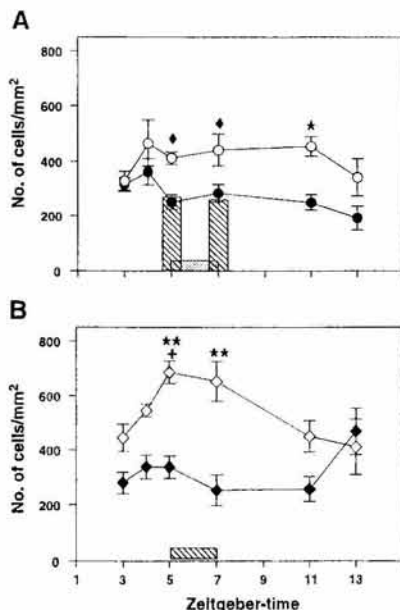 A
No. of cells/mm²
800
600
400
200
0
♦ ♦ ★
B
No. of cells/mm²
800
600
400
200
0
★★ ★★
+
1 3 5 7 9 11 13
Zeitgeber-time